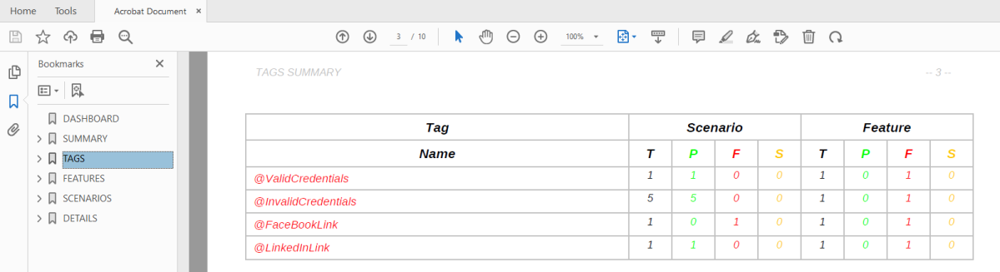 Home Tools Acrobat Document ×
3 / 10 100%
Bookmarks
DASHBOARD
SUMMARY
TAGS
FEATURES
SCENARIOS
DETAILS
TAGS SUMMARY -- 3 --
Tag Scenario Feature
Name T P F S T P F S
@ValidCredentials 1 1 0 0 1 0 1 0
@InvalidCredentials 5 5 0 0 1 0 1 0
@FaceBookLink 1 0 1 0 1 0 1 0
@LinkedInLink 1 1 0 0 1 0 1 0